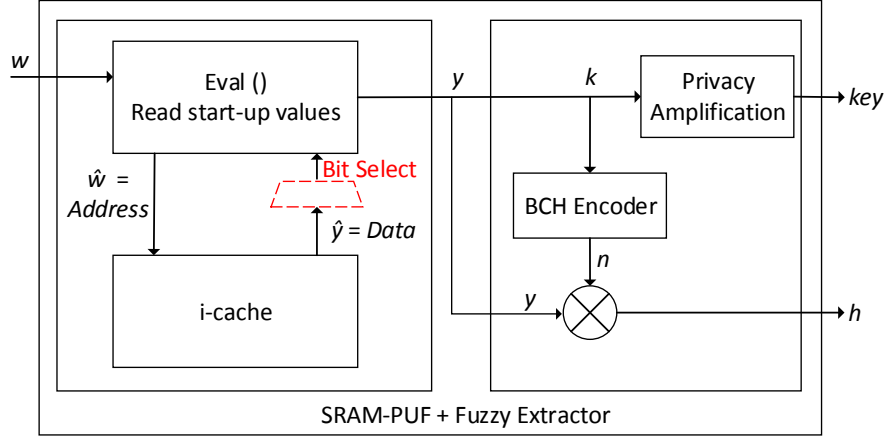 w
Eval ()
Read start-up values
y
k
Privacy
Amplification
key
Bit Select
ŵ =
Address
ŷ = Data
BCH Encoder
n
i-cache
y
h
SRAM-PUF + Fuzzy Extractor